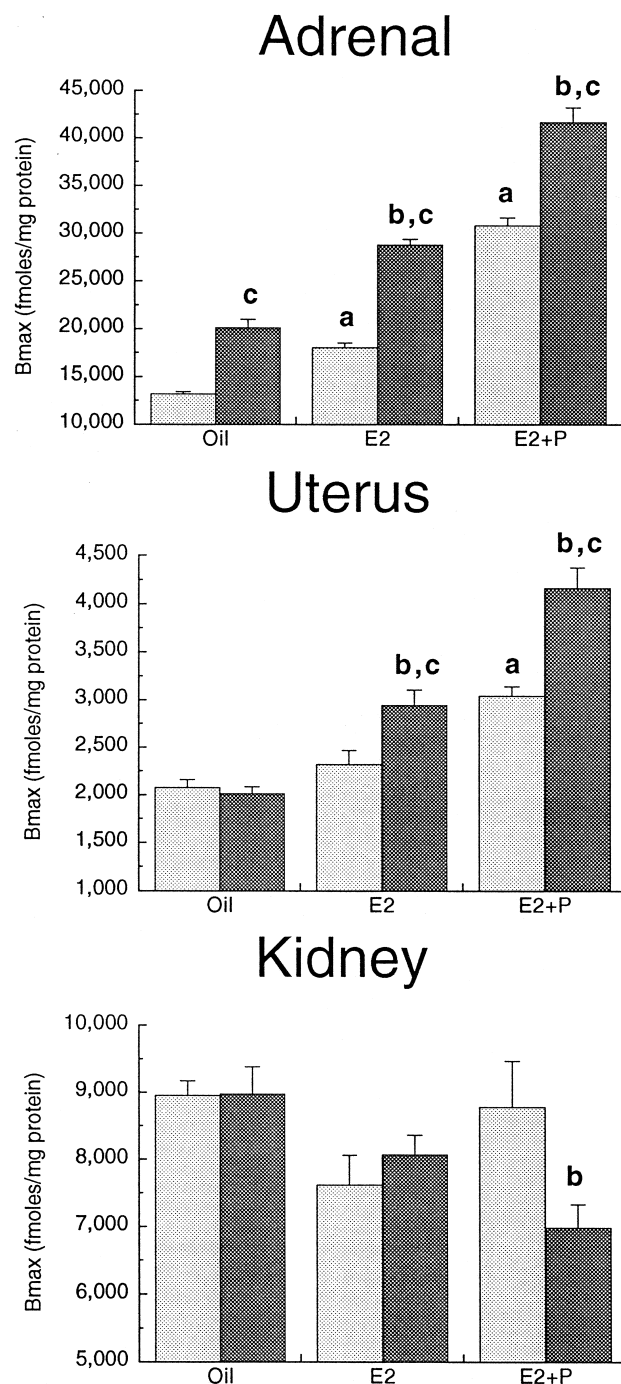 Adrenal
Bmax (fmoles/mg protein)
45,000
40,000
35,000
30,000
25,000
20,000
15,000
10,000
c
a
b,c
a
b,c
Oil
E2
E2+P
Uterus
Bmax (fmoles/mg protein)
4,500
4,000
3,500
3,000
2,500
2,000
1,500
1,000
b,c
a
b,c
Oil
E2
E2+P
Kidney
Bmax (fmoles/mg protein)
10,000
9,000
8,000
7,000
6,000
5,000
b
Oil
E2
E2+P